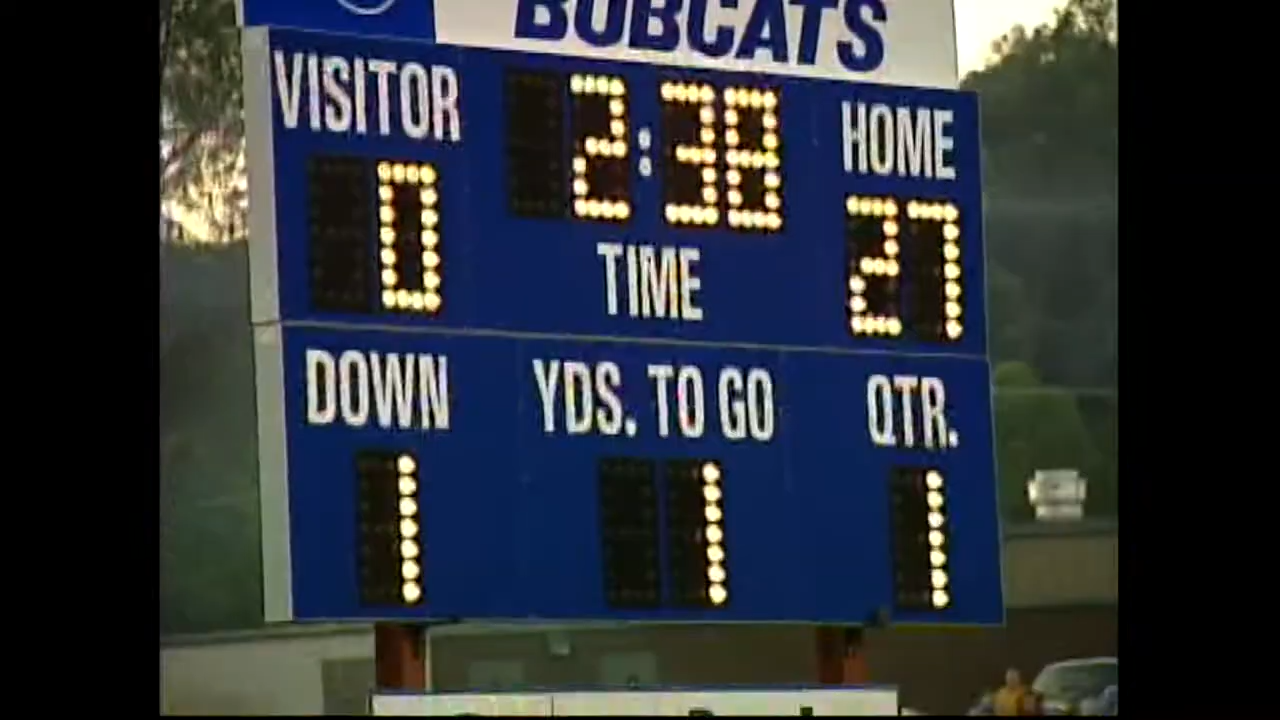 BOBCATS
VISITOR 2:38 HOME
0 TIME 27
DOWN YDS. TO GO QTR.
1 1 1